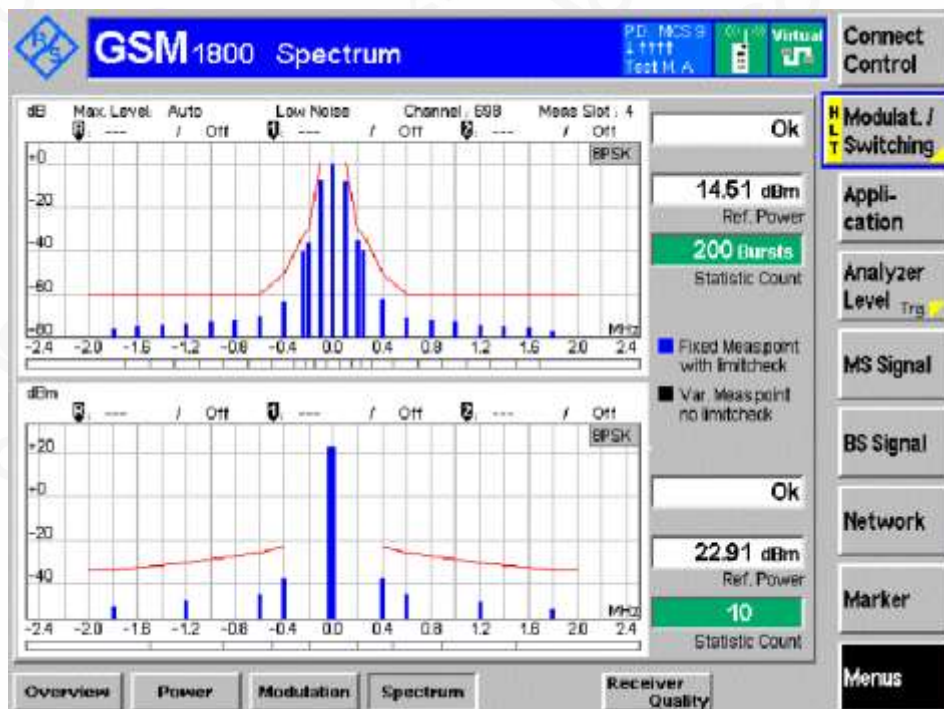 R S
GSM 1800 Spectrum
P.D. MCS 9
Test M. A
Virtual
Connect Control
dB Max. Level: Auto Low Noise Channel: 698 Meas Slot: 4
R: --- / Off 1: --- / Off 2: --- / Off
8PSK
+0
-20
-40
-60
-80
MHz
-2.4 -2.0 -1.6 -1.2 -0.8 -0.4 0.0 0.4 0.8 1.2 1.6 2.0 2.4
Ok
14.51 dBm
Ref. Power
200 Bursts
Statistic Count
Fixed Meas.point
with limitcheck
Var. Meas.point
no limitcheck
dBm
R: --- / Off 1: --- / Off 2: --- / Off
8PSK
+20
+0
-20
-40
MHz
-2.4 -2.0 -1.6 -1.2 -0.8 -0.4 0.0 0.4 0.8 1.2 1.6 2.0 2.4
Ok
22.91 dBm
Ref. Power
10
Statistic Count
HLT
Modulat. /
Switching
Appli-
cation
Analyzer
Level Trg
MS Signal
BS Signal
Network
Marker
Menus
Overview
Power
Modulation
Spectrum
Receiver
Quality